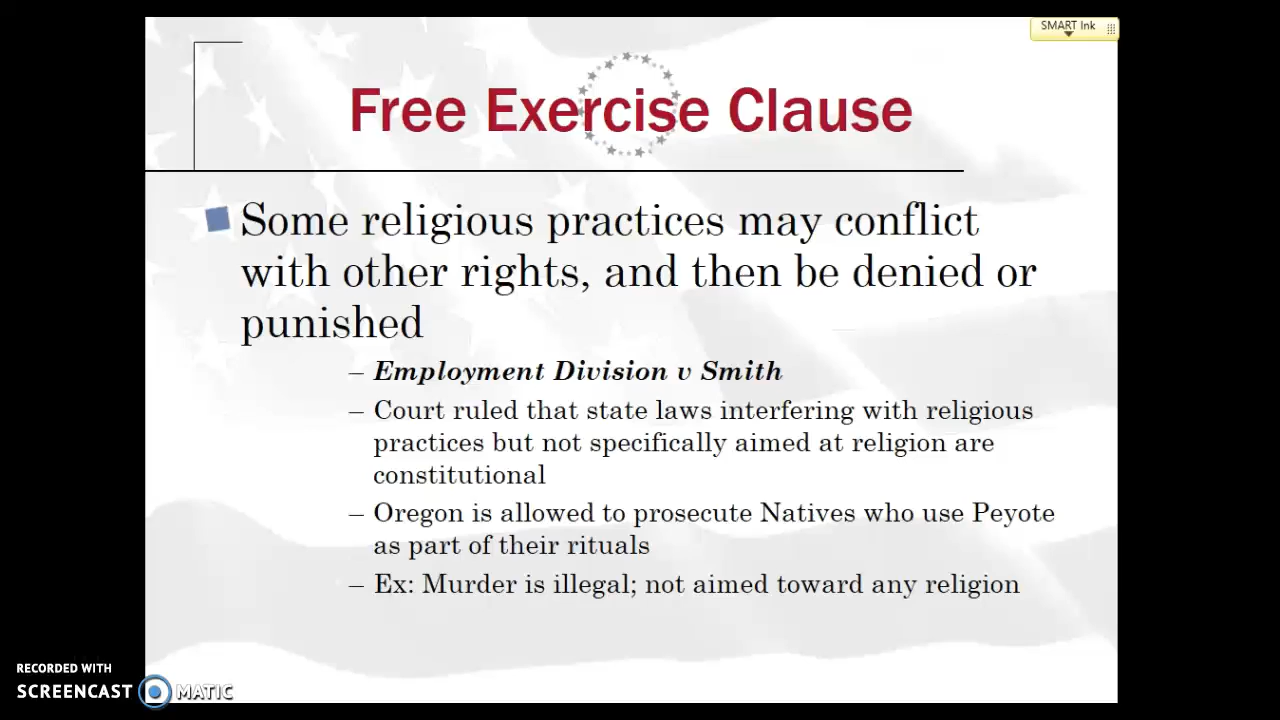 SMART Ink
Free Exercise Clause
Some religious practices may conflict
with other rights, and then be denied or
punished
– Employment Division v Smith
– Court ruled that state laws interfering with religious
practices but not specifically aimed at religion are
constitutional
– Oregon is allowed to prosecute Natives who use Peyote
as part of their rituals
– Ex: Murder is illegal; not aimed toward any religion
RECORDED WITH
SCREENCAST MATIC